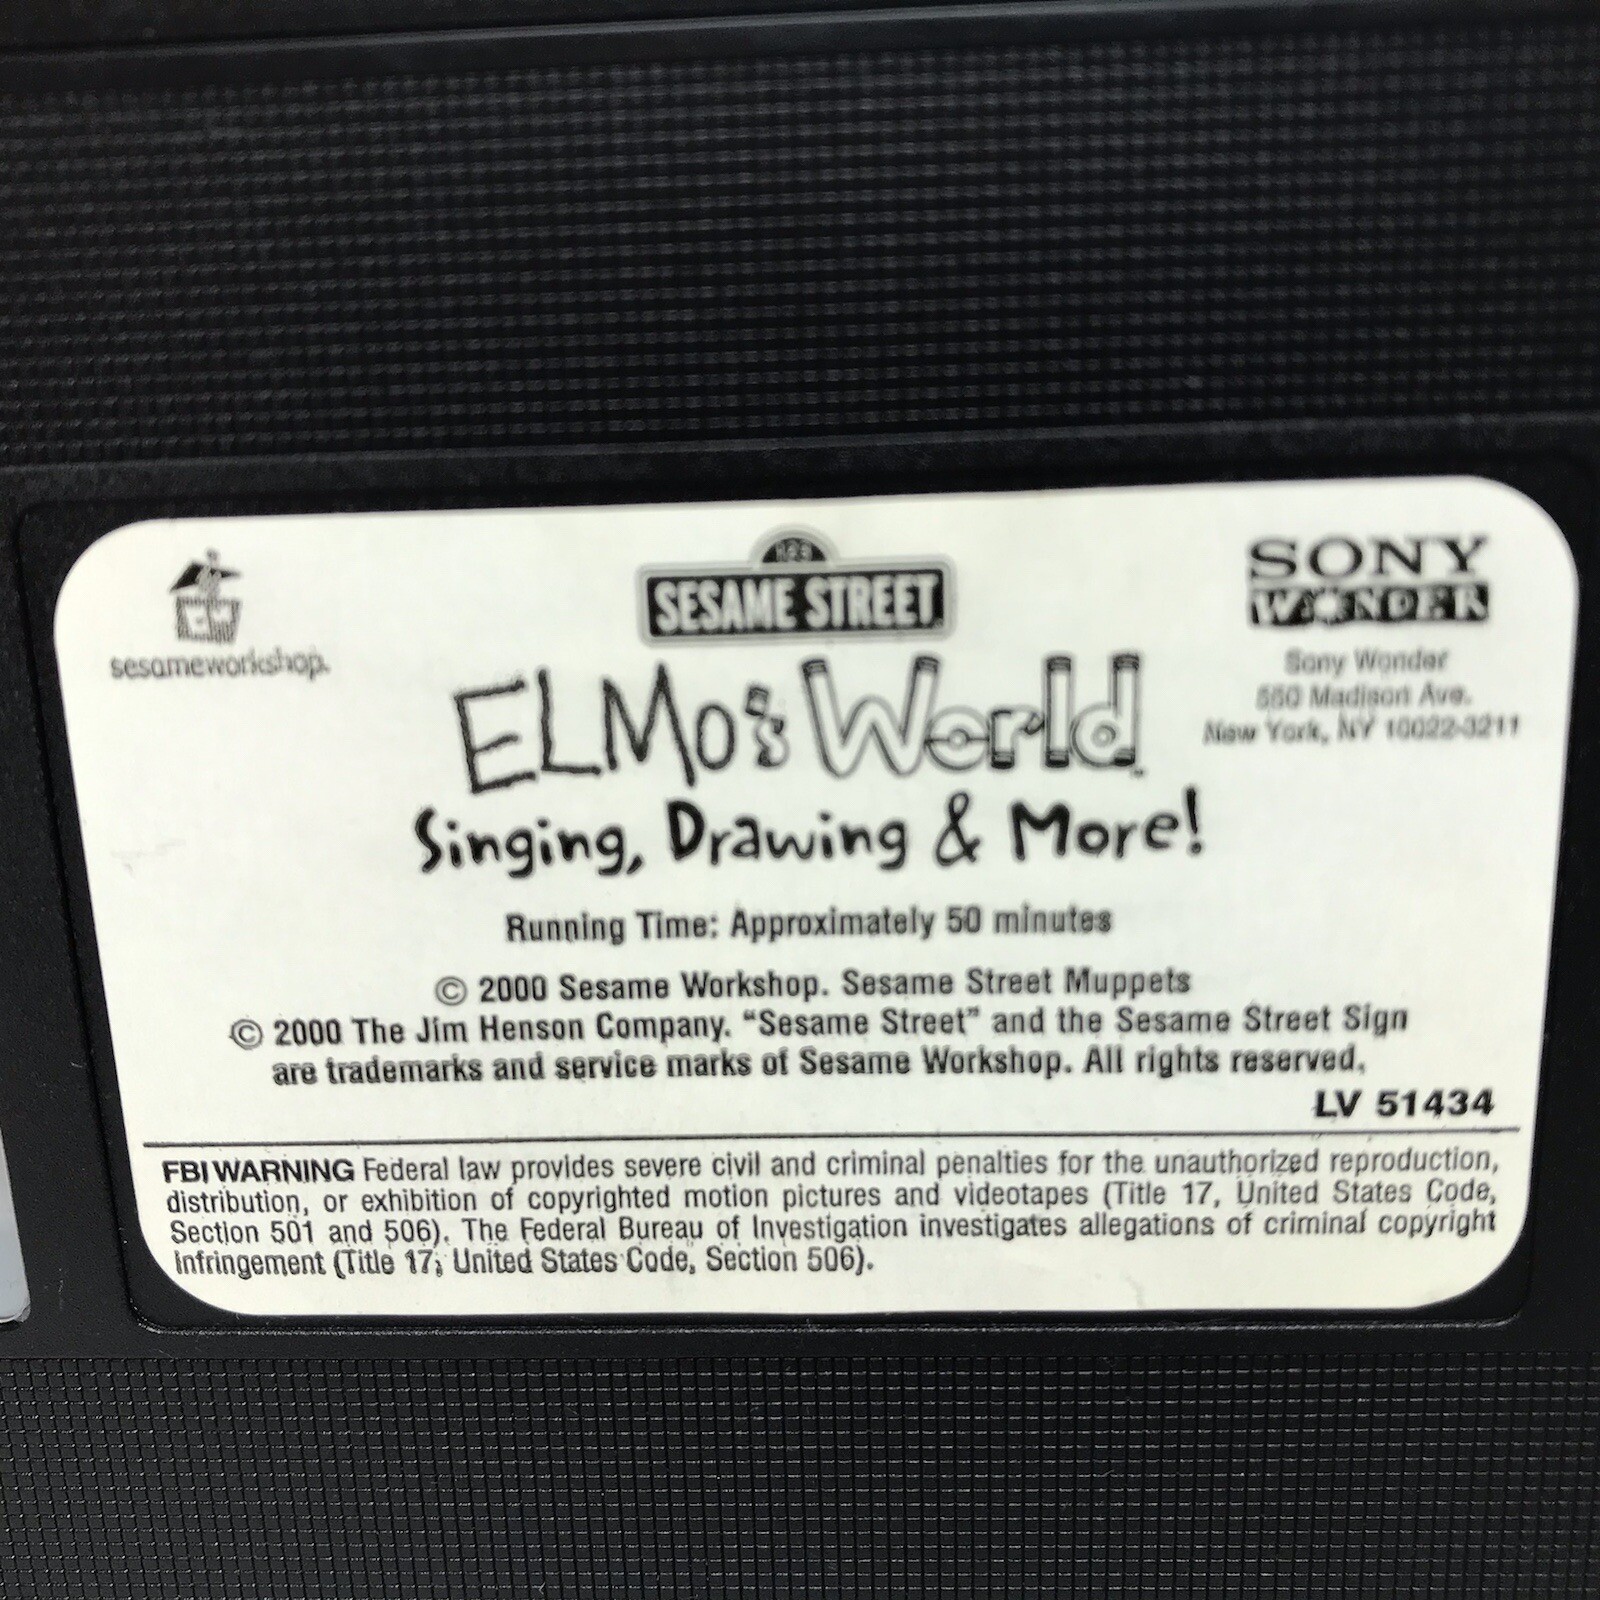 sesameworkshop.
123
SESAME STREET
SONY
WONDER
Sony Wonder
550 Madison Ave.
New York, NY 10022-3211
ELMo's World
Singing, Drawing & More!
Running Time: Approximately 50 minutes
© 2000 Sesame Workshop. Sesame Street Muppets
© 2000 The Jim Henson Company. "Sesame Street" and the Sesame Street Sign
are trademarks and service marks of Sesame Workshop. All rights reserved.
LV 51434
FBI WARNING Federal law provides severe civil and criminal penalties for the unauthorized reproduction,
distribution, or exhibition of copyrighted motion pictures and videotapes (Title 17, United States Code,
Section 501 and 506). The Federal Bureau of Investigation investigates allegations of criminal copyright
infringement (Title 17, United States Code, Section 506).